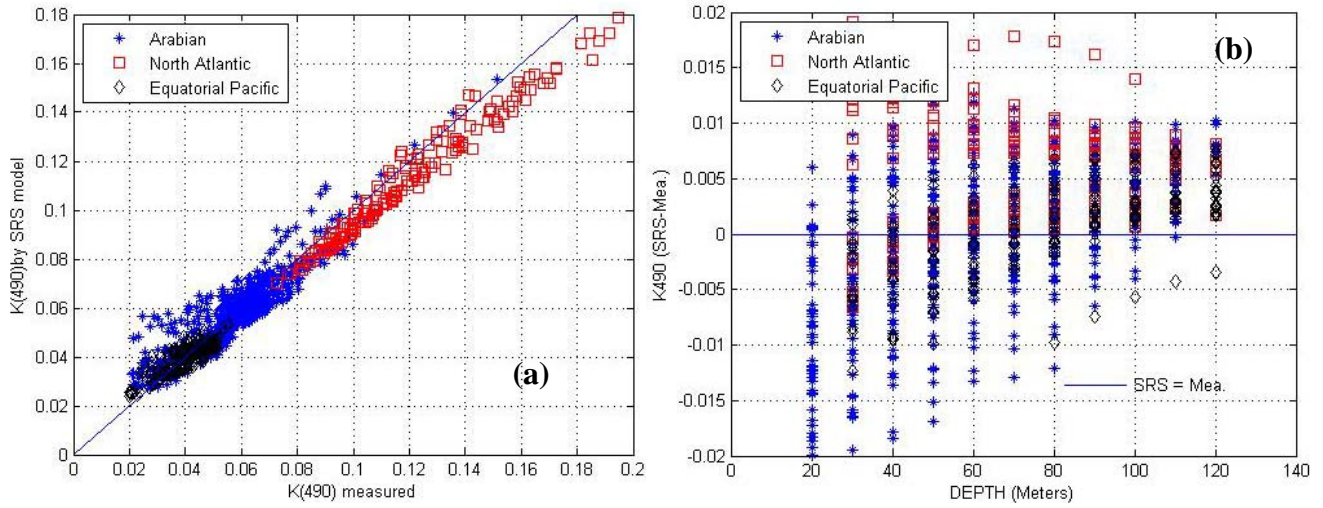 0.18
0.16
0.14
0.12
0.1
0.08
0.06
0.04
0.02
0
K(490)by SRS model
Arabian
North Atlantic
Equatorial Pacific
(a)
0 0.02 0.04 0.06 0.08 0.1 0.12 0.14 0.16 0.18 0.2
K(490) measured
0.02
0.015
0.01
0.005
0
-0.005
-0.01
-0.015
-0.02
K490 (SRS-Mea.)
Arabian
North Atlantic
Equatorial Pacific
(b)
SRS = Mea.
0 20 40 60 80 100 120 140
DEPTH (Meters)